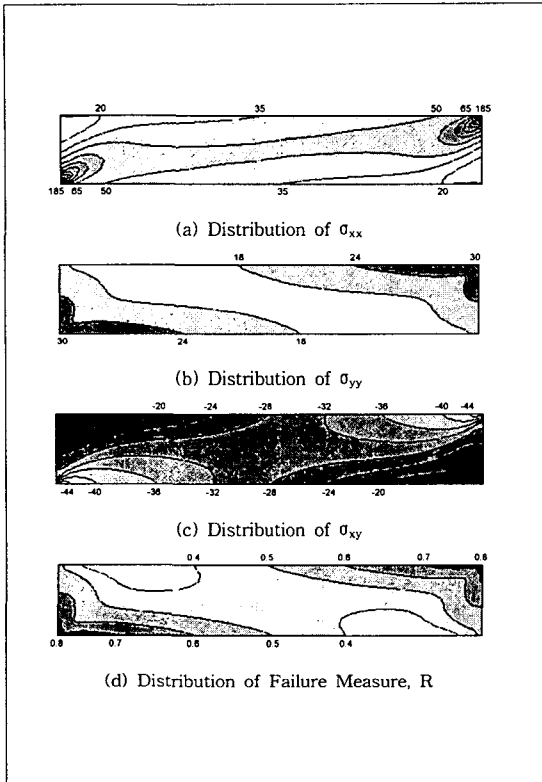 20 35 50 65 185
185 65 50 35 20
(a) Distribution of σxx
18 24 30
30 24 18
(b) Distribution of σyy
-20 -24 -28 -32 -36 -40 -44
-44 -40 -36 -32 -28 -24 -20
(c) Distribution of σxy
0 4 0.5 0.6 0.7 0.8
0.8 0.7 0.6 0.5 0.4
(d) Distribution of Failure Measure, R